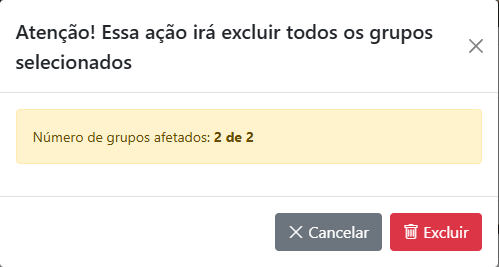 Atenção! Essa ação irá excluir todos os grupos
selecionados
Número de grupos afetados: 2 de 2
Cancelar
Excluir